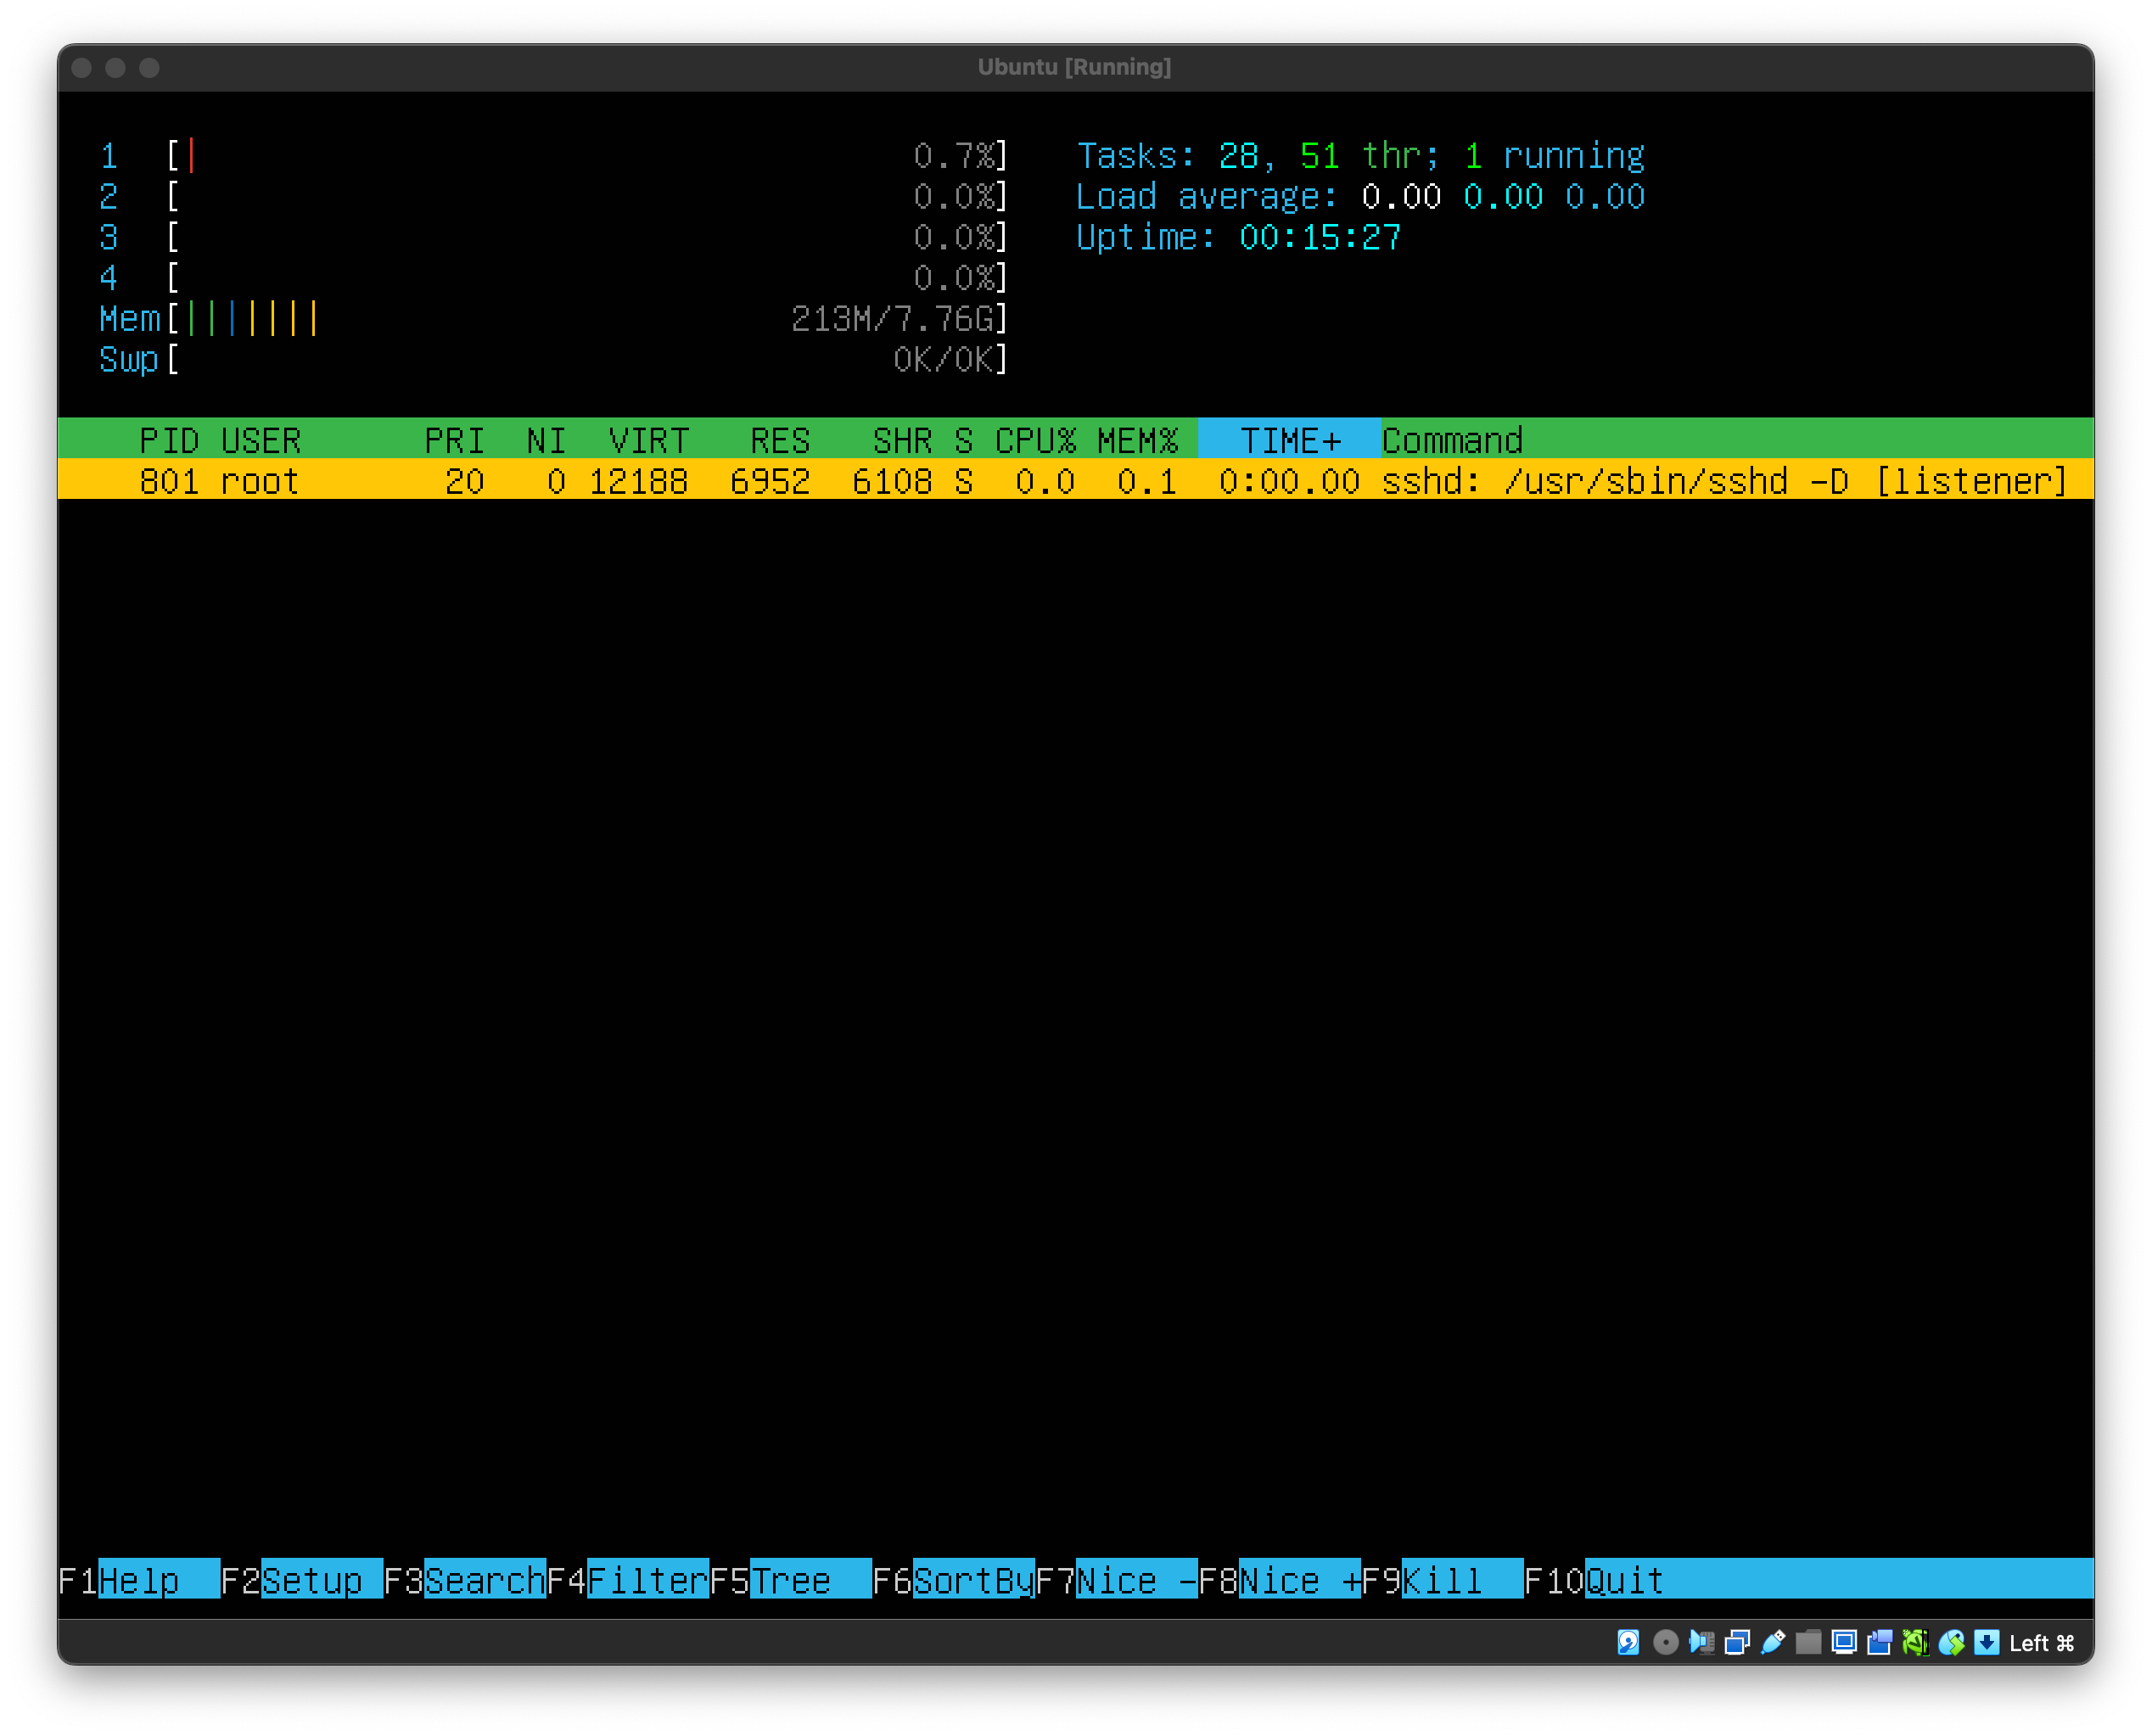 Ubuntu [Running]
1 [| 0.7%] Tasks: 28, 51 thr; 1 running
2 [ 0.0%] Load average: 0.00 0.00 0.00
3 [ 0.0%] Uptime: 00:15:27
4 [ 0.0%]
Mem[||||||| 213M/7.76G]
Swp[ 0K/0K]
PID USER PRI NI VIRT RES SHR S CPU% MEM% TIME+ Command
801 root 20 0 12188 6952 6108 S 0.0 0.1 0:00.00 sshd: /usr/sbin/sshd -D [listener]
F1Help F2Setup F3SearchF4FilterF5Tree F6SortByF7Nice -F8Nice +F9Kill F10Quit
Left ⌘